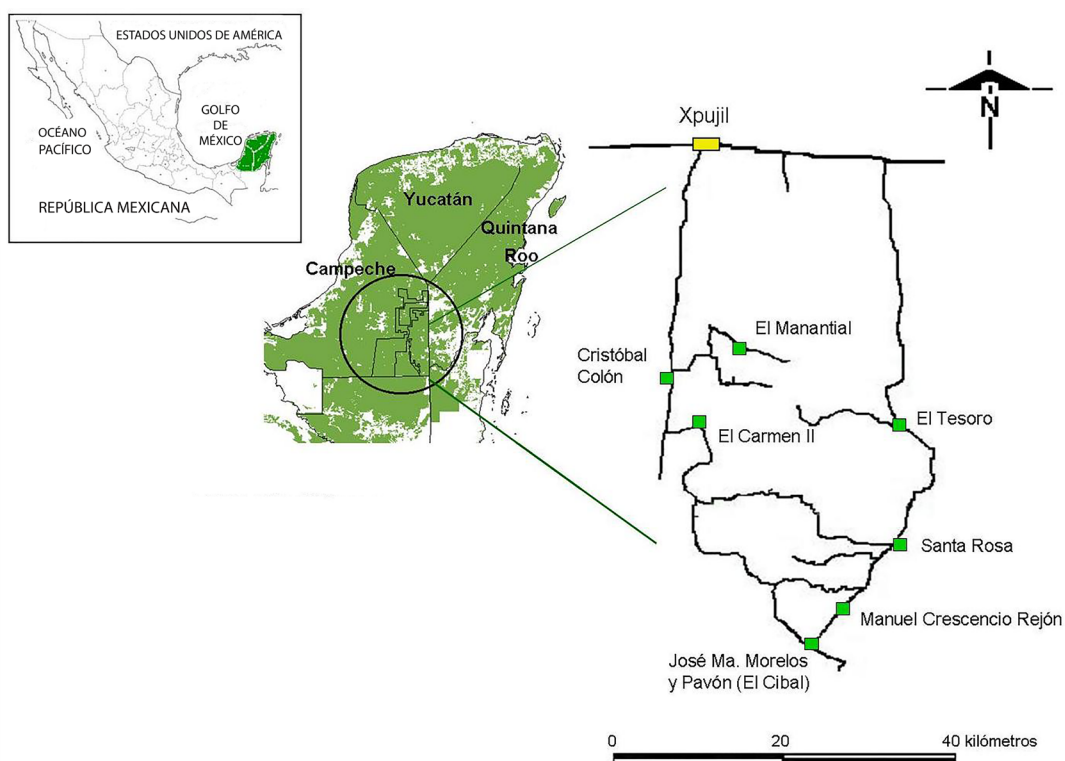 ESTADOS UNIDOS DE AMÉRICA
GOLFO
DE
MÉXICO
OCÉANO
PACÍFICO
REPÚBLICA MEXICANA
Yucatán
Quintana
Roo
Campeche
N
Xpujil
El Manantial
Cristóbal
Colón
El Tesoro
El Carmen II
Santa Rosa
Manuel Crescencio Rejón
José Ma. Morelos
y Pavón (El Cibal)
0 20 40 kilómetros